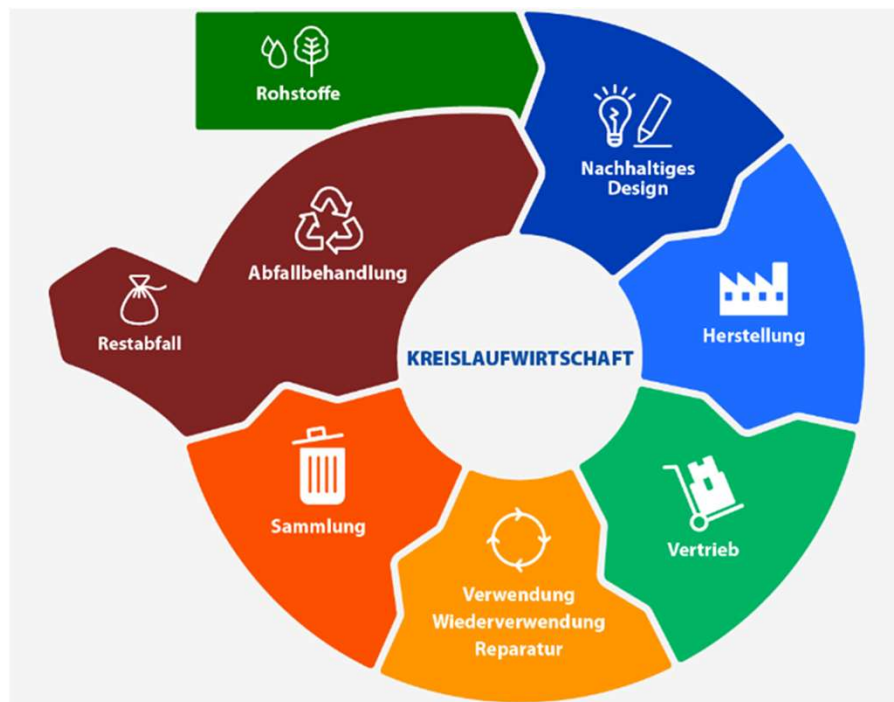 Rohstoffe
Nachhaltiges
Design
Herstellung
Vertrieb
Verwendung
Wiederverwendung
Reparatur
Sammlung
Abfallbehandlung
Restabfall
KREISLAUFWIRTSCHAFT